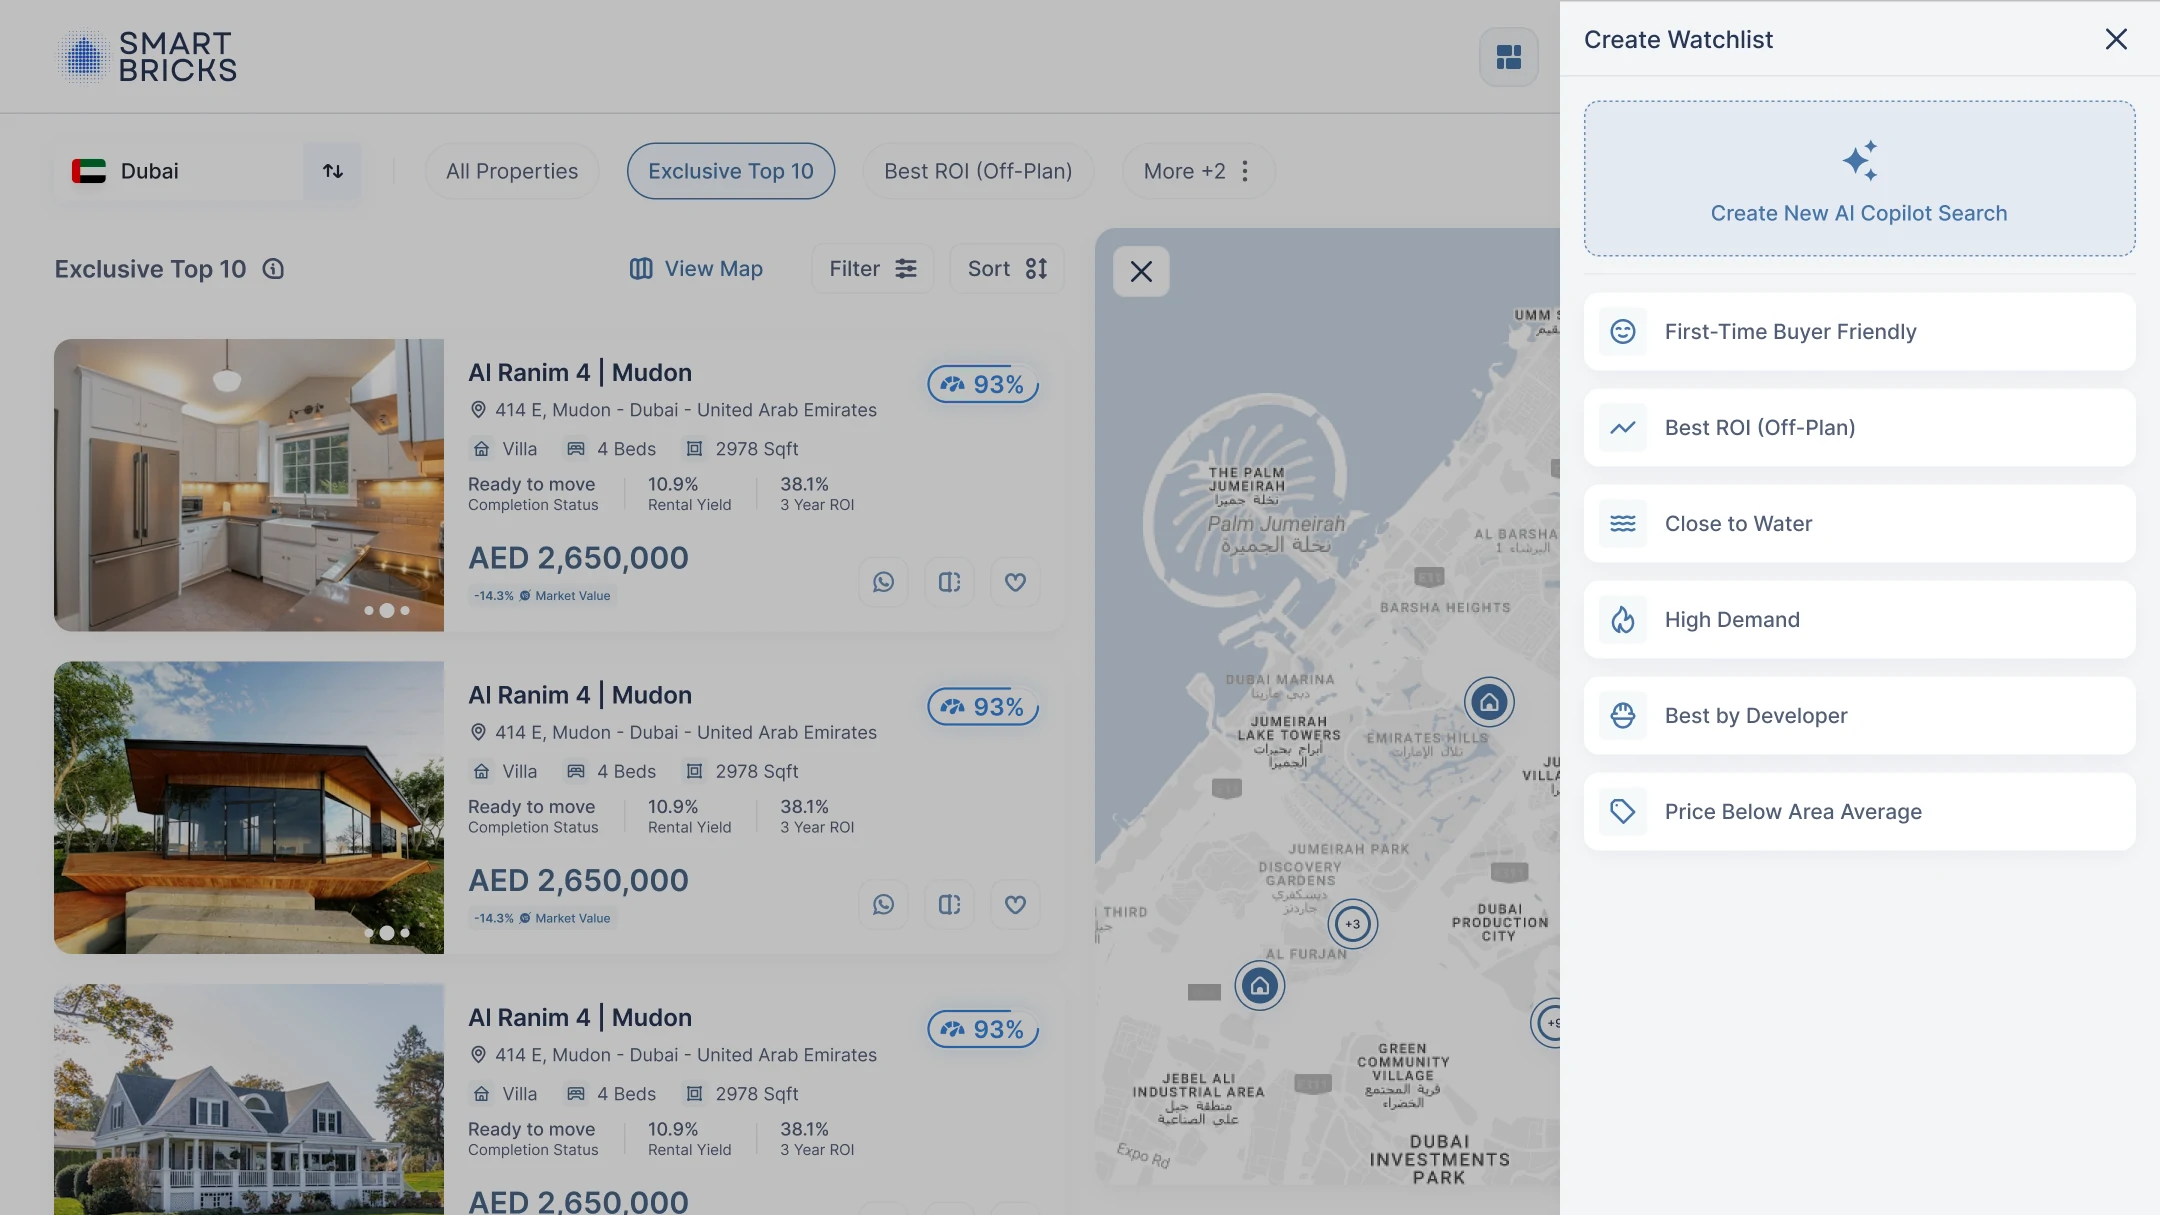 SMART
BRICKS
Dubai
All Properties
Exclusive Top 10
Best ROI (Off-Plan)
More +2
Exclusive Top 10
View Map
Filter
Sort
Al Ranim 4 | Mudon
93%
414 E, Mudon - Dubai - United Arab Emirates
Villa
4 Beds
2978 Sqft
Ready to move
10.9%
38.1%
Completion Status
Rental Yield
3 Year ROI
AED 2,650,000
-14.3% Market Value
Al Ranim 4 | Mudon
93%
414 E, Mudon - Dubai - United Arab Emirates
Villa
4 Beds
2978 Sqft
Ready to move
10.9%
38.1%
Completion Status
Rental Yield
3 Year ROI
AED 2,650,000
-14.3% Market Value
Al Ranim 4 | Mudon
93%
414 E, Mudon - Dubai - United Arab Emirates
Villa
4 Beds
2978 Sqft
Ready to move
10.9%
38.1%
Completion Status
Rental Yield
3 Year ROI
AED 2,650,000
UMM
THE PALM
JUMEIRAH
نخلة جميرا
Palm Jumeirah
نخلة الجميرة
AL BARSHA
1 البرشاء
BARSHA HEIGHTS
DUBAI MARINA
دبي مارينا
JUMEIRAH
LAKE TOWERS
أبراج بحيرات
الجميرا
EMIRATES HILLS
تلال الإمارات
JU
VILLA
JUMEIRAH PARK
DISCOVERY
GARDENS
ديسكفري
جاردنز
THIRD
+3
DUBAI
PRODUCTION
CITY
AL FURJAN
+9
GREEN
COMMUNITY
VILLAGE
قرية المجتمع
الخضراء
JEBEL ALI
INDUSTRIAL AREA
منطقة جبل
علي الصناعية
Expo Rd
DUBAI
INVESTMENTS
PARK
Create Watchlist
Create New AI Copilot Search
First-Time Buyer Friendly
Best ROI (Off-Plan)
Close to Water
High Demand
Best by Developer
Price Below Area Average